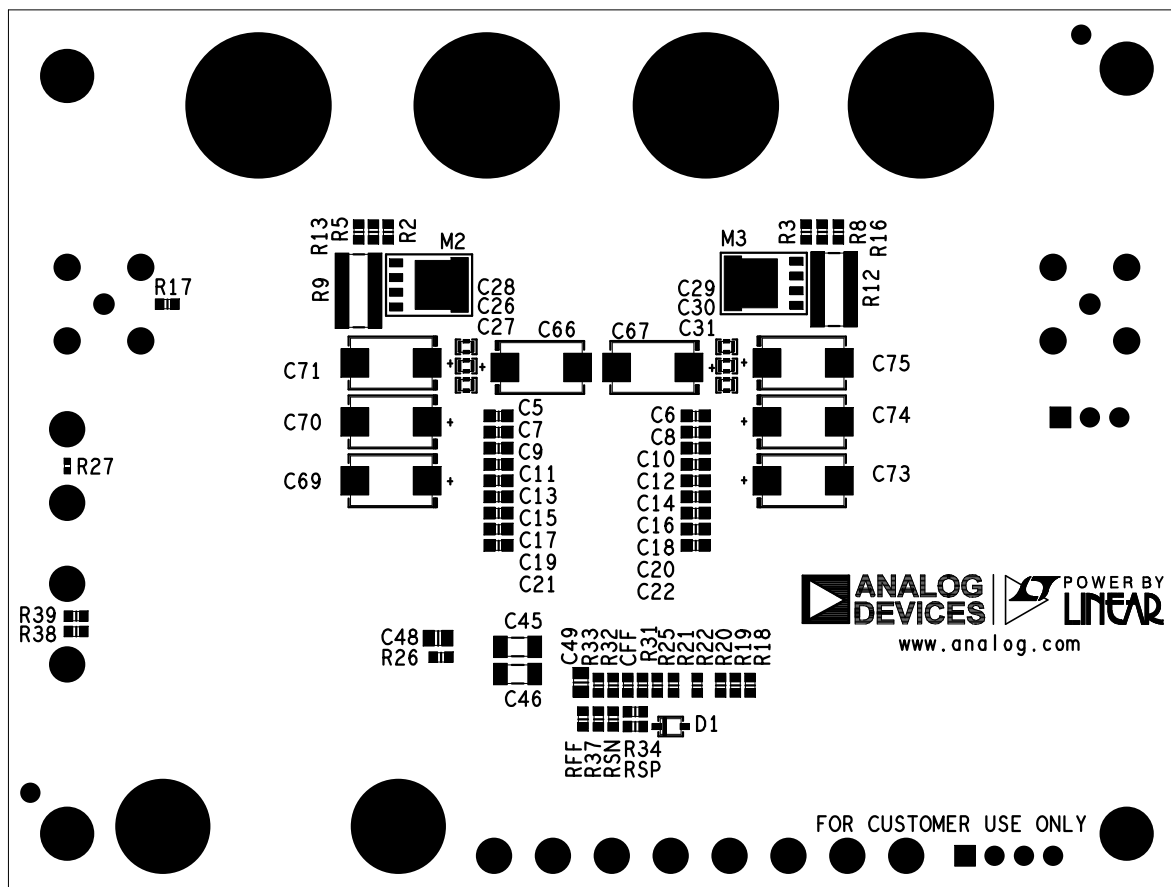 R13
R5
R2
M2
M3
R3
R8
R16
R17
R9
C28
C26
C27
C66
C67
C29
C30
C31
R12
C71
C75
C70
C74
C69
C73
C5
C7
C9
C11
C13
C15
C17
C19
C21
C6
C8
C10
C12
C14
C16
C18
C20
C22
R27
R39
R38
ANALOG
DEVICES
POWER BY
LINEAR
www.analog.com
C48
R26
C45
C46
C49
R33
R32
CFF
R31
R25
R21
R22
R20
R19
R18
D1
RFF
R37
RSN
R34
RSP
FOR CUSTOMER USE ONLY